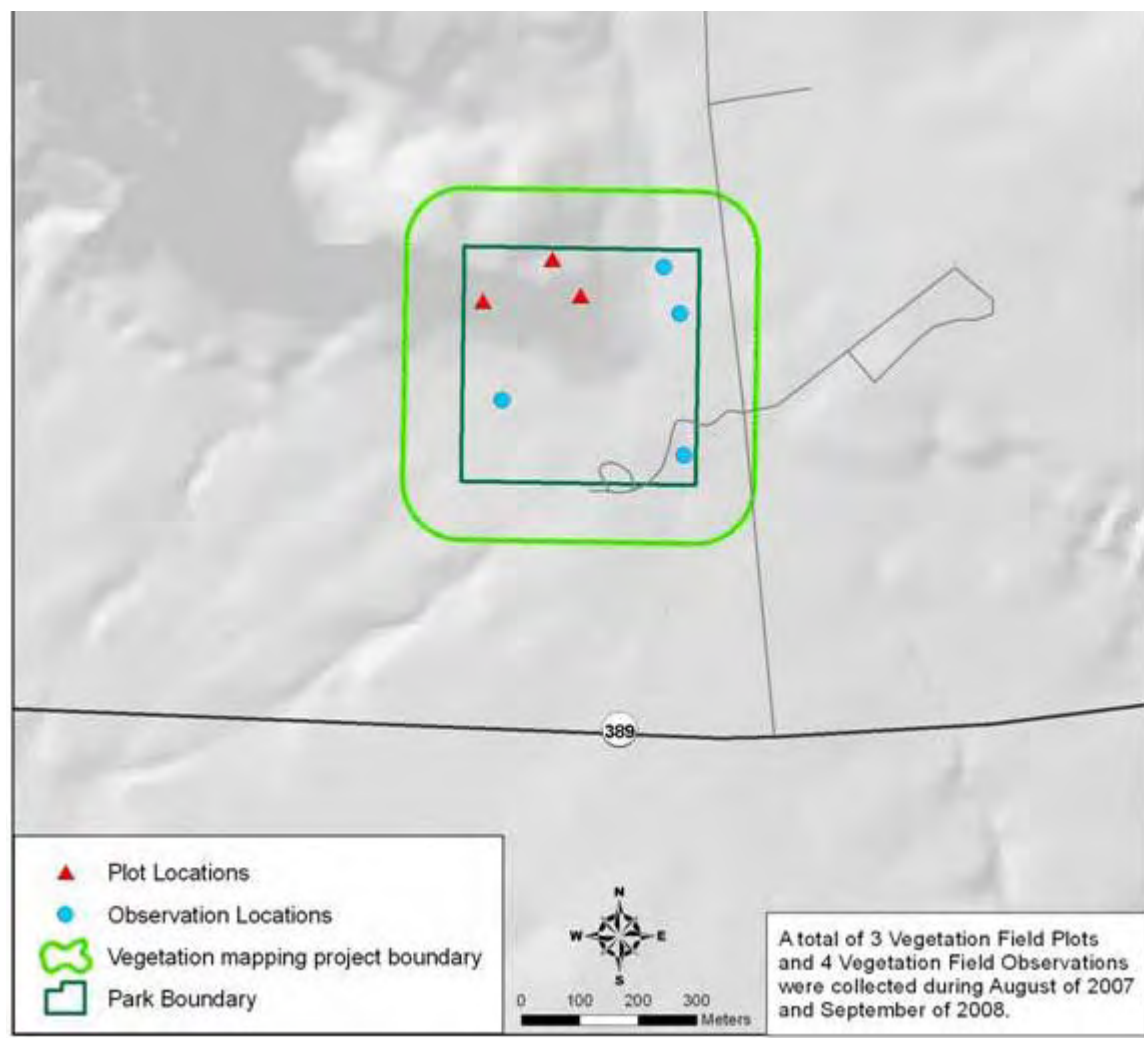 389
Plot Locations
Observation Locations
Vegetation mapping project boundary
Park Boundary
N
W E
S
0 100 200 300
Meters
A total of 3 Vegetation Field Plots
and 4 Vegetation Field Observations
were collected during August of 2007
and September of 2008.